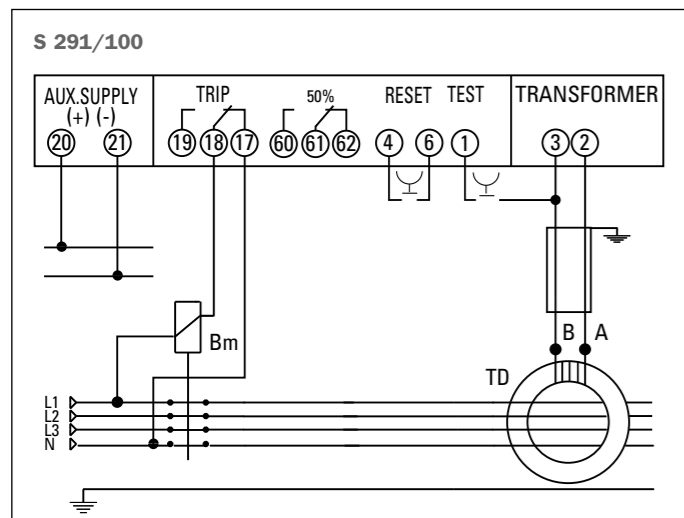 S 291/100
AUX.SUPPLY TRIP 50% RESET TEST TRANSFORMER
(+) (-)
20 21 19 18 17 60 61 62 4 6 1 3 2
Bm
B A
TD
L1
L2
L3
N